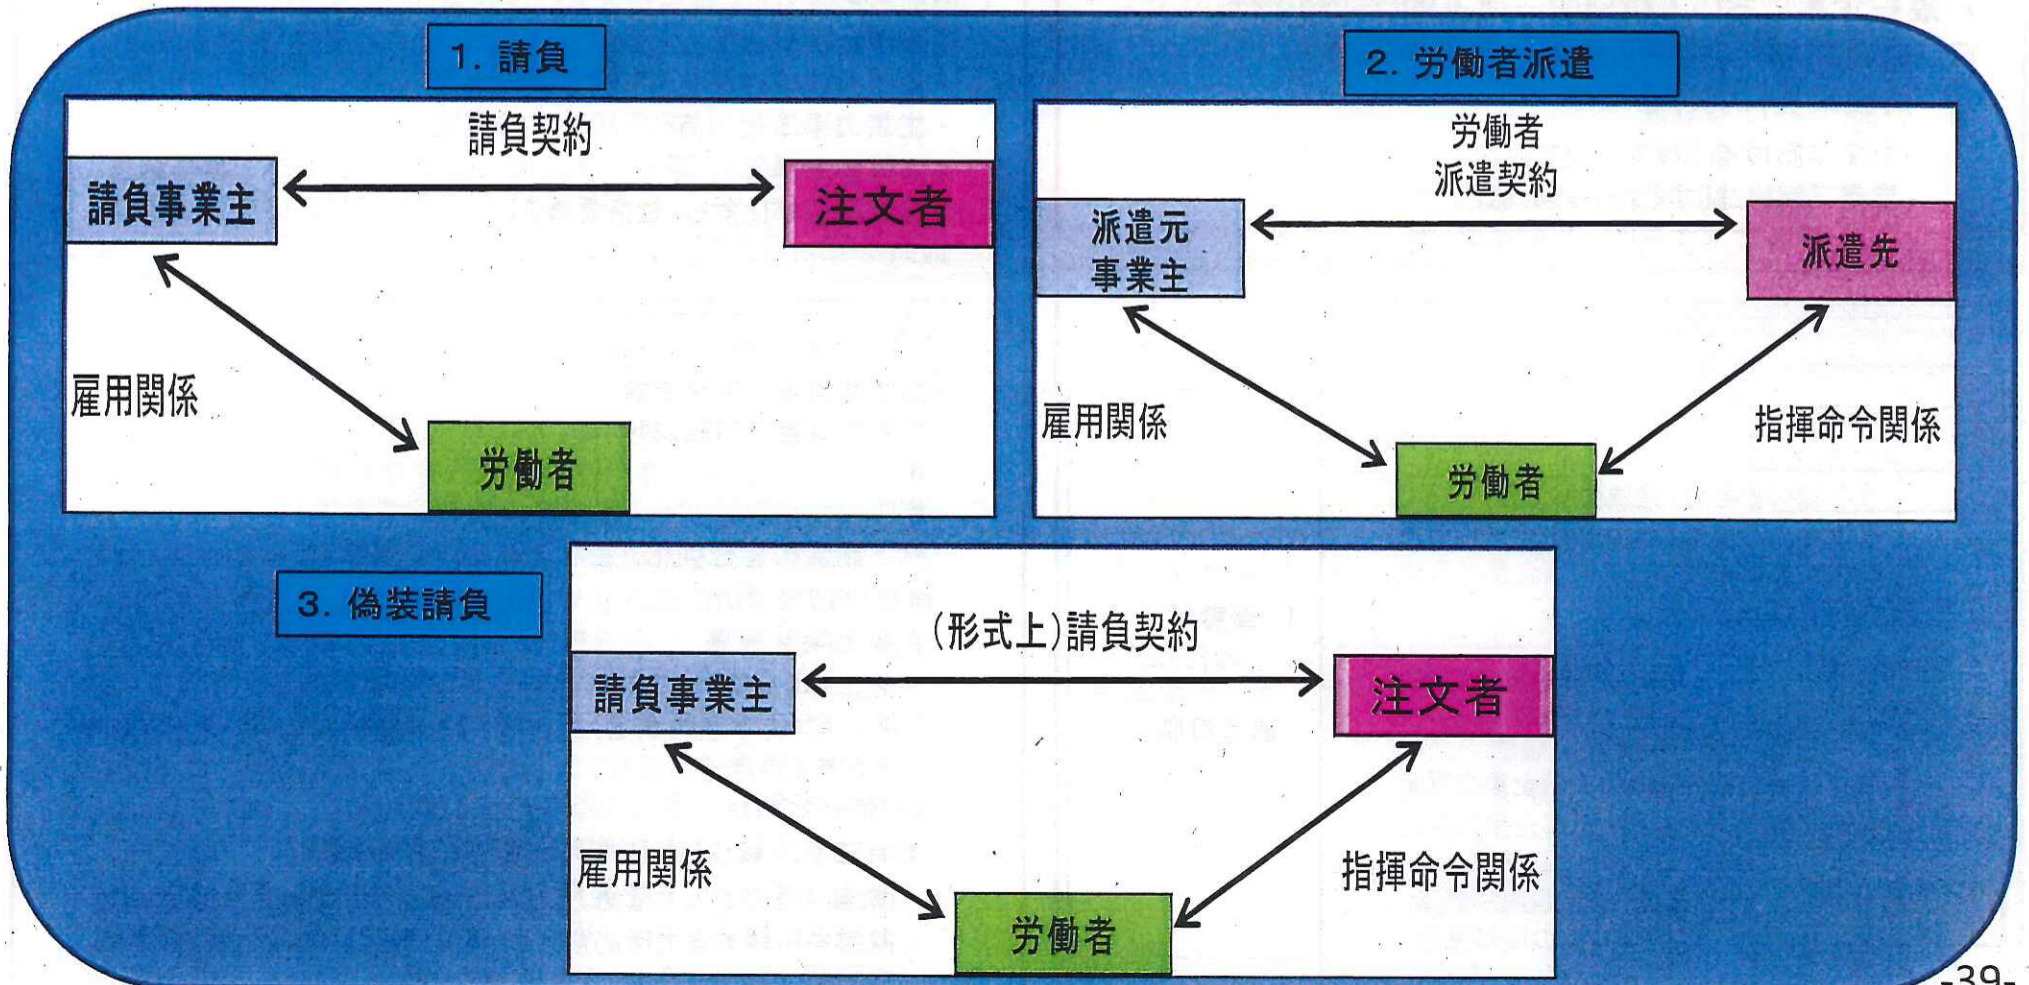 1. 請負
請負契約
請負事業主
注文者
雇用関係
労働者
2. 労働者派遣
労働者
派遣契約
派遣元
事業主
派遣先
雇用関係
指揮命令関係
労働者
3. 偽装請負
(形式上)請負契約
請負事業主
注文者
雇用関係
指揮命令関係
労働者
-39-